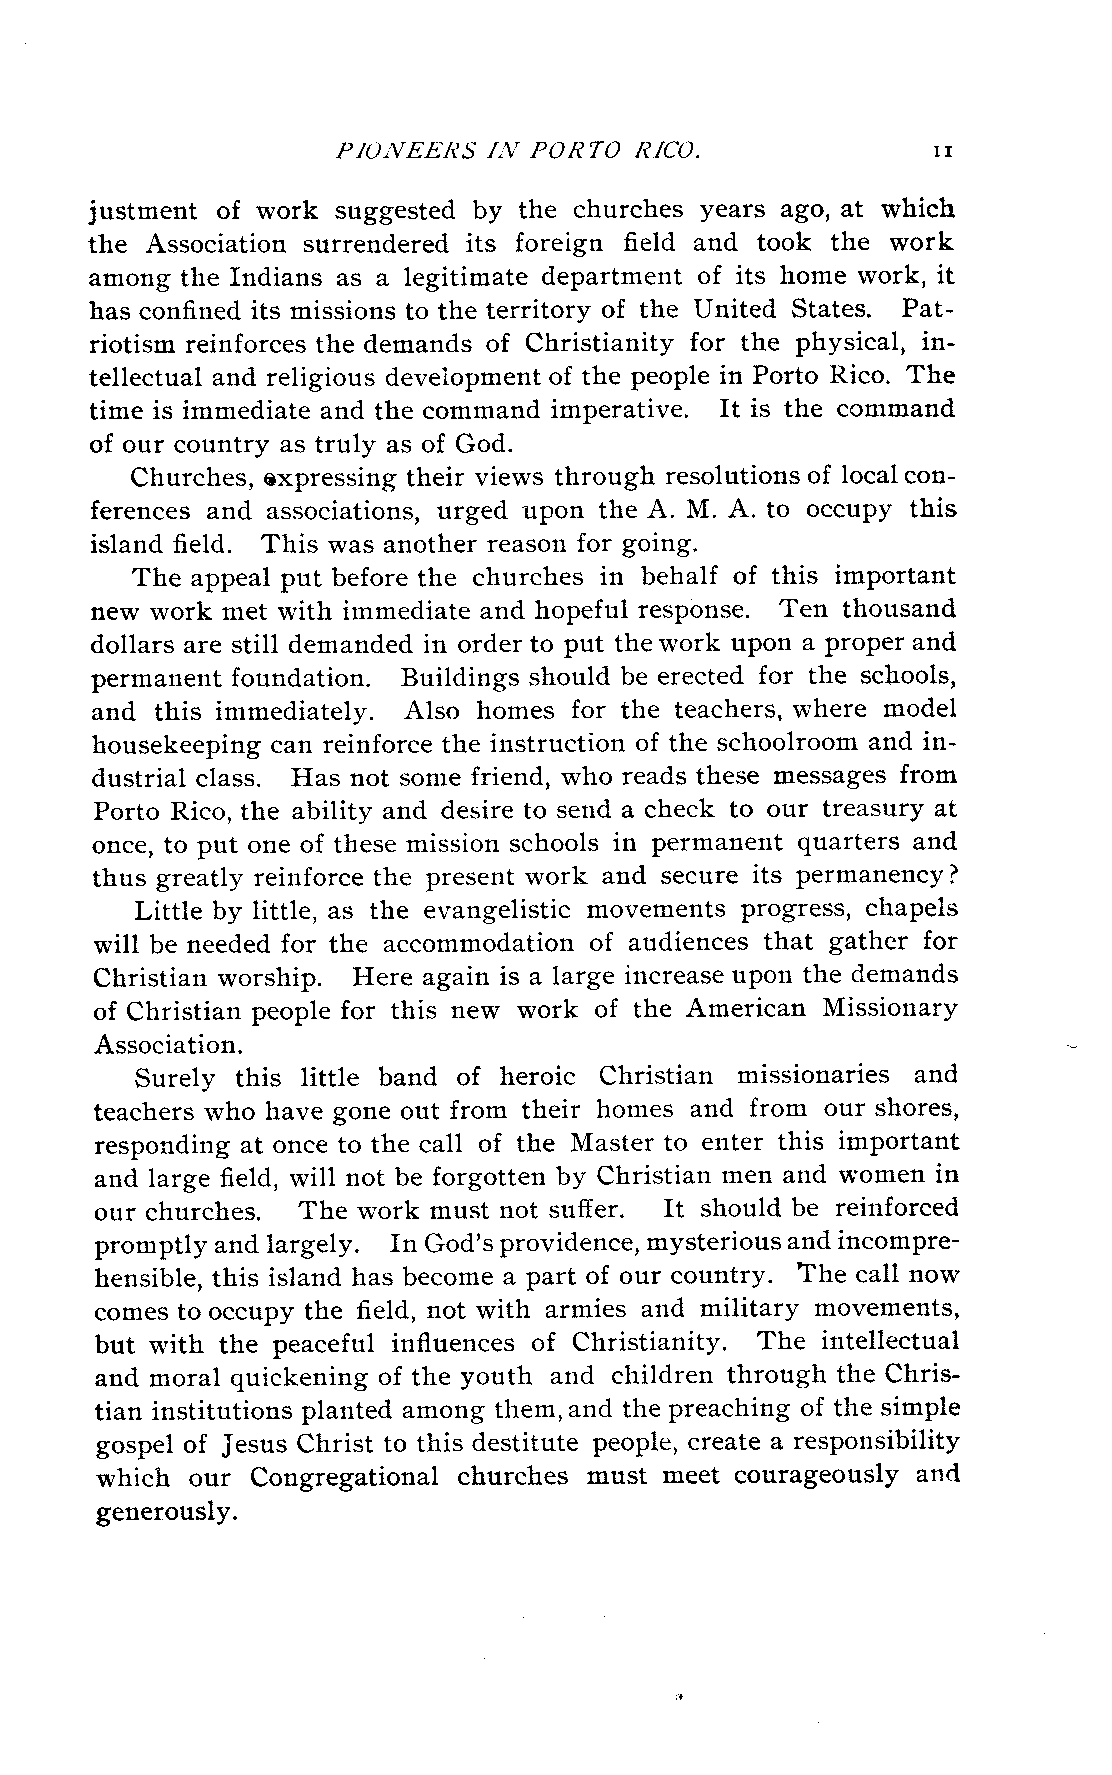 PIONEERS IN PORTO RICO. 11
justment of work suggested by the churches years ago, at which
the Association surrendered its foreign field and took the work
among the Indians as a legitimate department of its home work, it
has confined its missions to the territory of the United States. Pat-
riotism reinforces the demands of Christianity for the physical, in-
tellectual and religious development of the people in Porto Rico. The
time is immediate and the command imperative. It is the command
of our country as truly as of God.
Churches, expressing their views through resolutions of local con-
ferences and associations, urged upon the A. M. A. to occupy this
island field. This was another reason for going.
The appeal put before the churches in behalf of this important
new work met with immediate and hopeful response. Ten thousand
dollars are still demanded in order to put the work upon a proper and
permanent foundation. Buildings should be erected for the schools,
and this immediately. Also homes for the teachers, where model
housekeeping can reinforce the instruction of the schoolroom and in-
dustrial class. Has not some friend, who reads these messages from
Porto Rico, the ability and desire to send a check to our treasury at
once, to put one of these mission schools in permanent quarters and
thus greatly reinforce the present work and secure its permanency?
Little by little, as the evangelistic movements progress, chapels
will be needed for the accommodation of audiences that gather for
Christian worship. Here again is a large increase upon the demands
of Christian people for this new work of the American Missionary
Association.
Surely this little band of heroic Christian missionaries and
teachers who have gone out from their homes and from our shores,
responding at once to the call of the Master to enter this important
and large field, will not be forgotten by Christian men and women in
our churches. The work must not suffer. It should be reinforced
promptly and largely. In God's providence, mysterious and incompre-
hensible, this island has become a part of our country. The call now
comes to occupy the field, not with armies and military movements,
but with the peaceful influences of Christianity. The intellectual
and moral quickening of the youth and children through the Chris-
tian institutions planted among them, and the preaching of the simple
gospel of Jesus Christ to this destitute people, create a responsibility
which our Congregational churches must meet courageously and
generously.